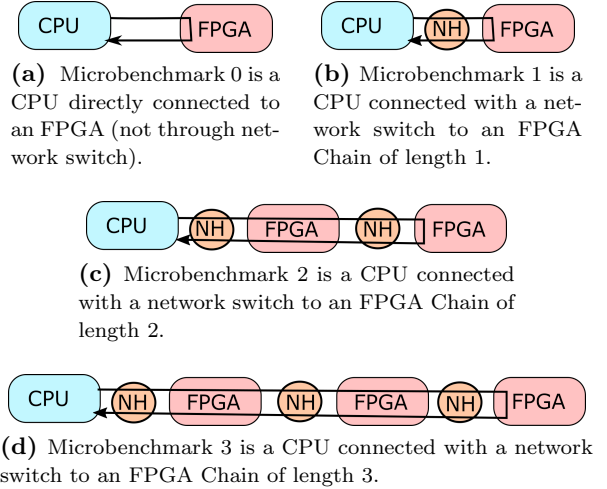 CPU FPGA
(a) Microbenchmark 0 is a
CPU directly connected to
an FPGA (not through net-
work switch).
CPU NH FPGA
(b) Microbenchmark 1 is a
CPU connected with a net-
work switch to an FPGA
Chain of length 1.
CPU NH FPGA NH FPGA
(c) Microbenchmark 2 is a CPU connected
with a network switch to an FPGA Chain of
length 2.
CPU NH FPGA NH FPGA NH FPGA
(d) Microbenchmark 3 is a CPU connected with a network
switch to an FPGA Chain of length 3.